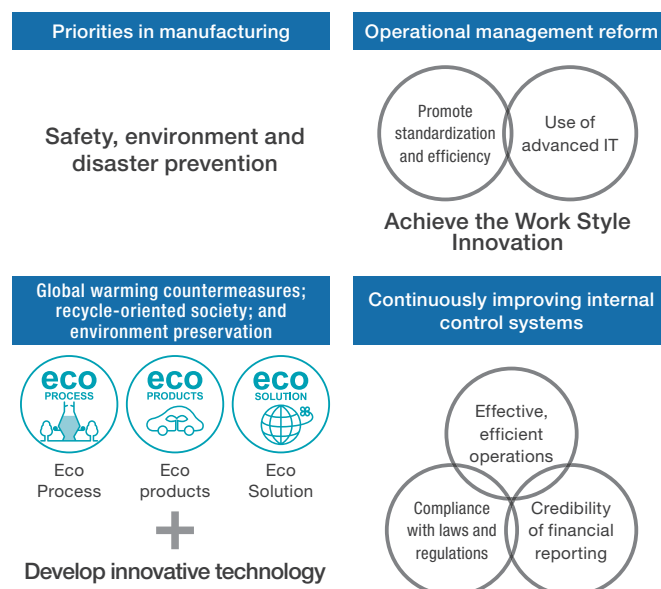 Priorities in manufacturing
Safety, environment and
disaster prevention
Operational management reform
Promote
standardization
and efficiency
Use of
advanced IT
Achieve the Work Style
Innovation
Global warming countermeasures;
recycle-oriented society; and
environment preservation
eco
PROCESS
eco
PRODUCTS
eco
SOLUTION
Eco
Process
Eco
products
Eco
Solution
+
Develop innovative technology
Continuously improving internal
control systems
Effective,
efficient
operations
Compliance
with laws and
regulations
Credibility
of financial
reporting